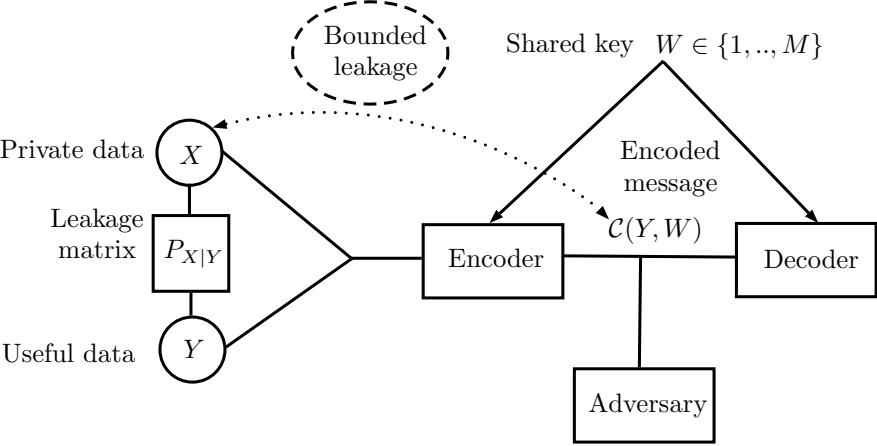 Bounded
leakage
Shared key W ∈ {1, .., M}
Private data
X
Encoded
message
Leakage
matrix
P_{X|Y}
C(Y, W)
Encoder
Decoder
Useful data
Y
Adversary